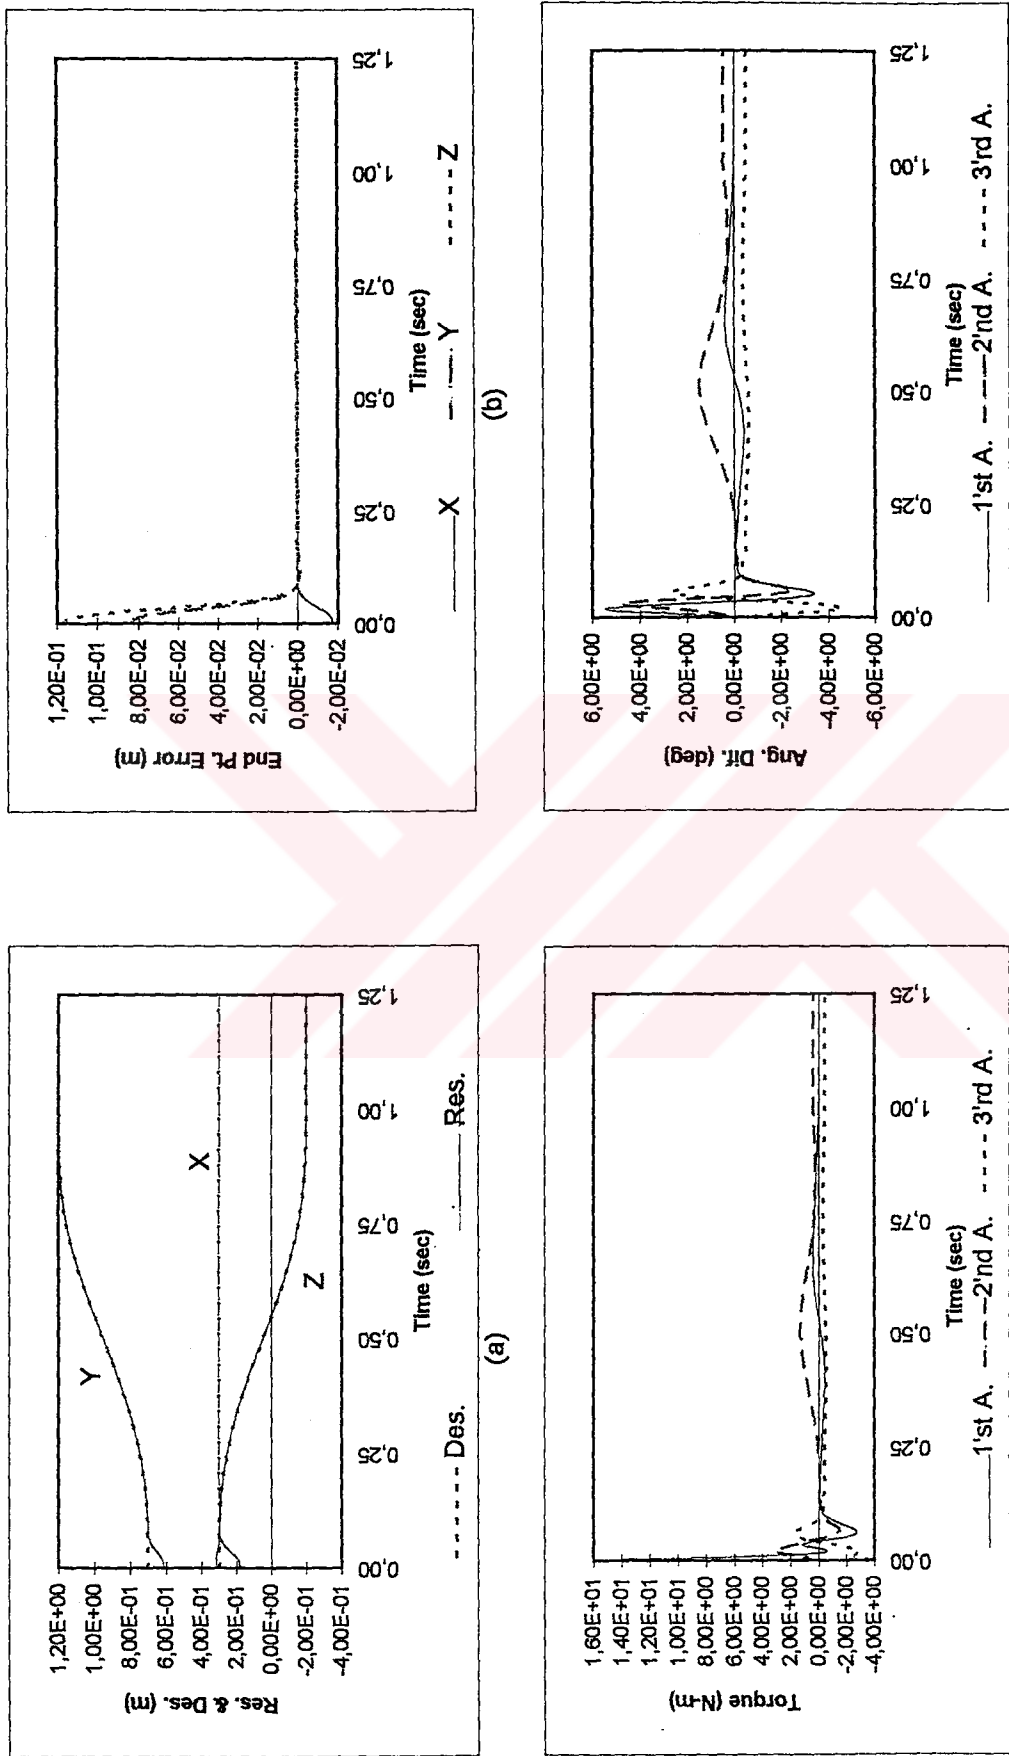 1,20E+00
1,00E+00
8,00E-01
6,00E-01
4,00E-01
2,00E-01
0,00E+00
-2,00E-01
-4,00E-01
Res. & Des. (m)
Y
X
Z
0,00
0,25
0,50
0,75
1,00
1,25
Time (sec)
Des.
Res.
(a)
1,20E-01
1,00E-01
8,00E-02
6,00E-02
4,00E-02
2,00E-02
0,00E+00
-2,00E-02
End Pt. Error (m)
0,00
0,25
0,50
0,75
1,00
1,25
Time (sec)
X
Y
Z
(b)
1,60E+01
1,40E+01
1,20E+01
1,00E+01
8,00E+00
6,00E+00
4,00E+00
2,00E+00
0,00E+00
-2,00E+00
-4,00E+00
Torque (N-m)
0,00
0,25
0,50
0,75
1,00
1,25
Time (sec)
1'st A.
2'nd A.
3'rd A.
6,00E+00
4,00E+00
2,00E+00
0,00E+00
-2,00E+00
-4,00E+00
-6,00E+00
Ang. Dif. (deg)
0,00
0,25
0,50
0,75
1,00
1,25
Time (sec)
1'st A.
2'nd A.
3'rd A.